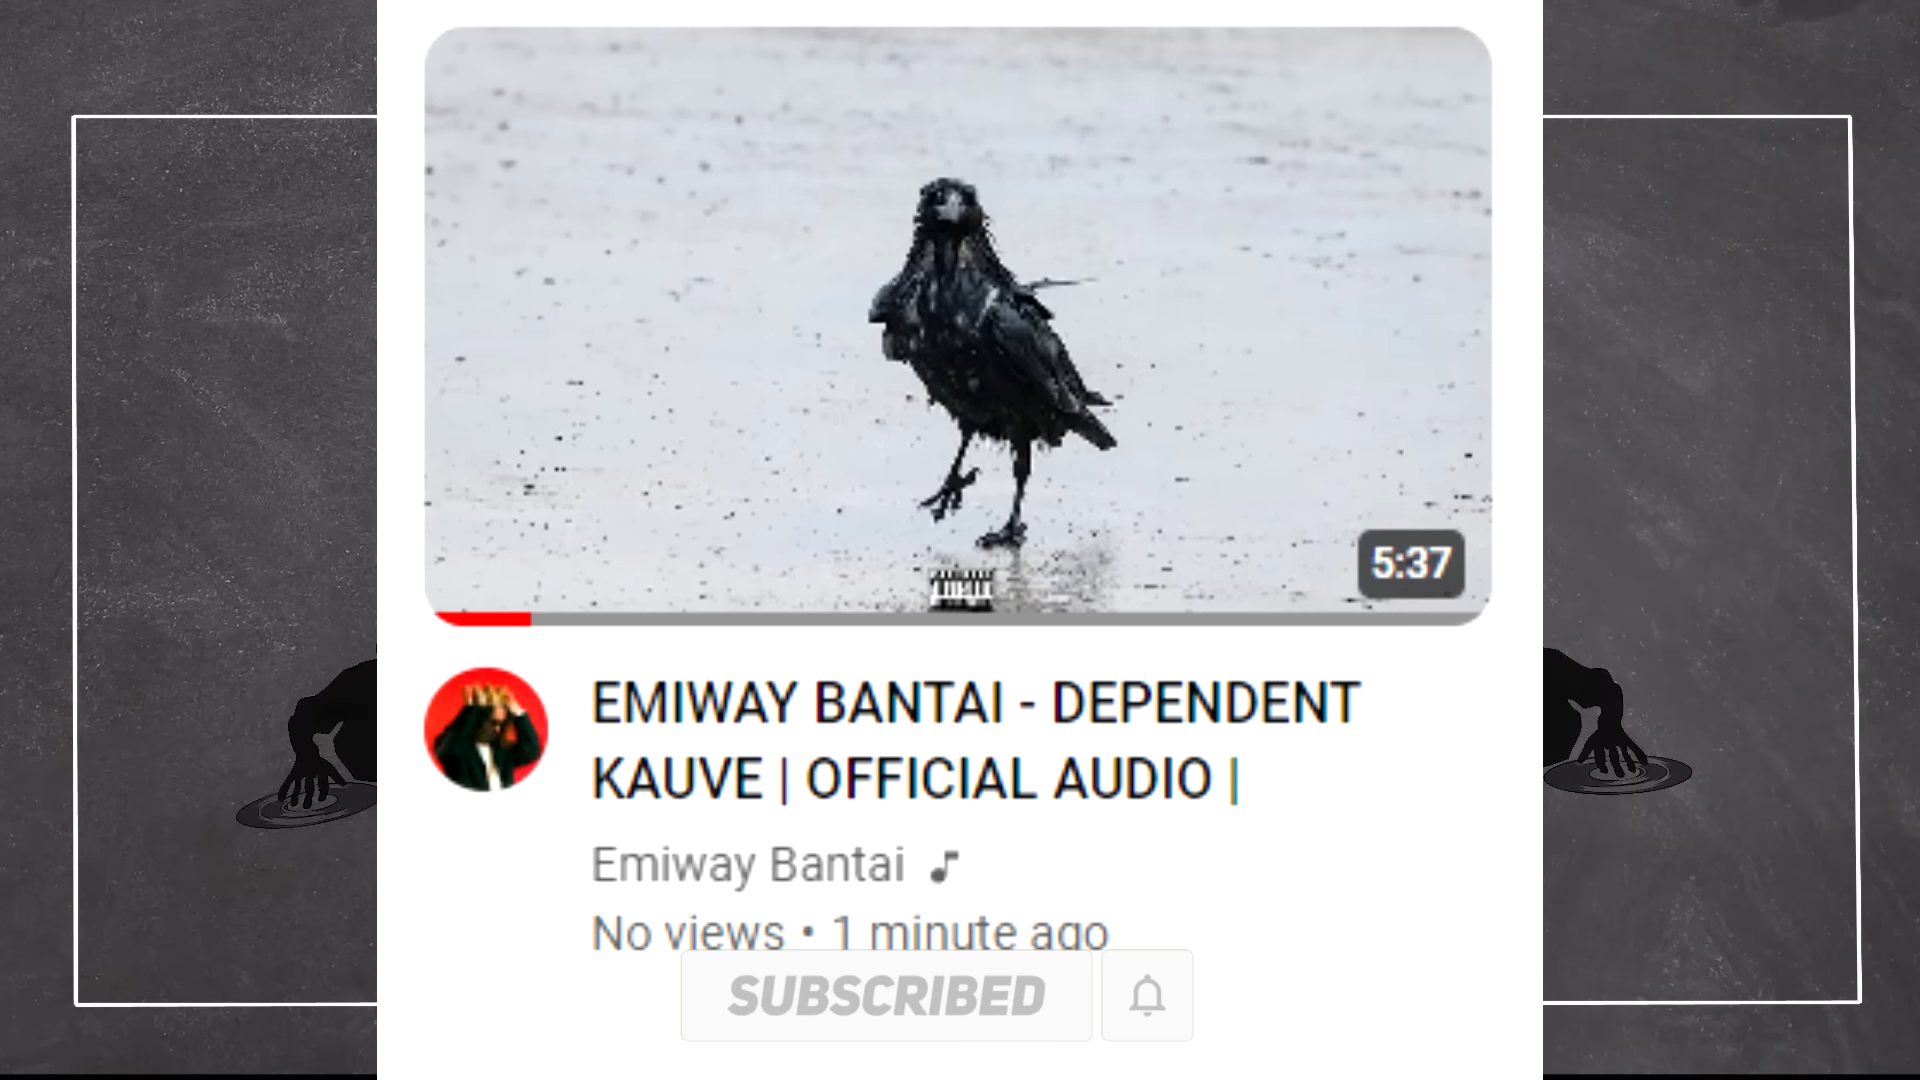 5:37
EMIWAY BANTAI - DEPENDENT
KAUVE | OFFICIAL AUDIO |
Emiway Bantai
No views • 1 minute ago
SUBSCRIBED